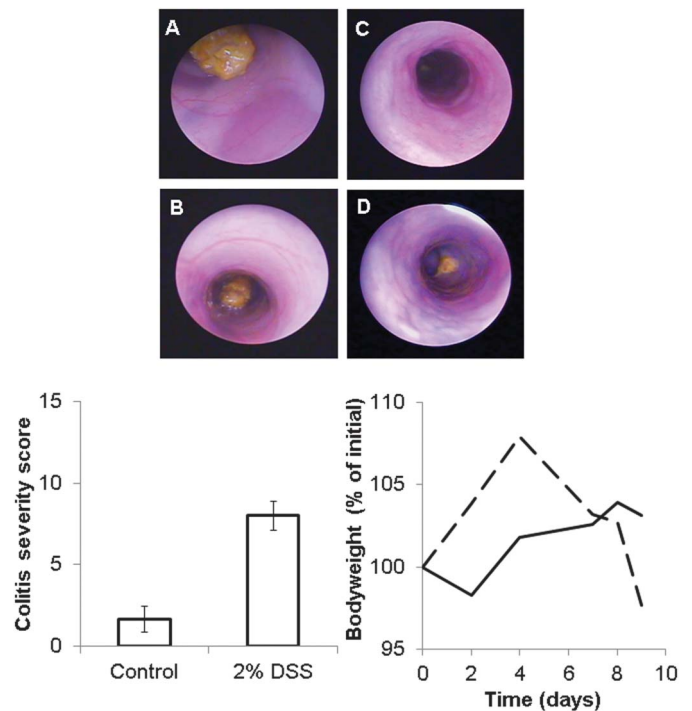 A
C
B
D
Colitis severity score
15
10
5
0
Control
2% DSS
Bodyweight (% of initial)
110
105
100
95
0
2
4
6
8
10
Time (days)